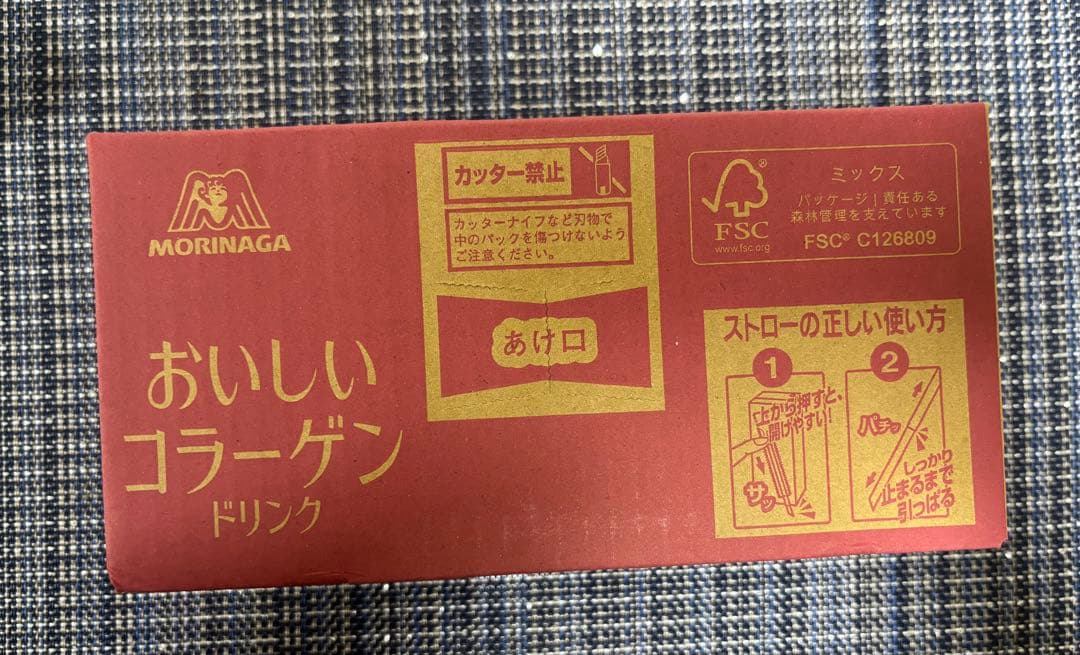 MORINAGA
おいしい
コラーゲン
ドリンク
カッター禁止
カッターナイフなど刃物で
中のパックを傷つけないよう
ご注意ください。
あけ口
FSC®
www.fsc.org
ミックス
パッケージ|責任ある
森林管理を支えています
FSC® C126809
ストローの正しい使い方
1
上から押すと、
開けやすい!
サッ
2
パチッ
しっかり
止まるまで
引っぱる